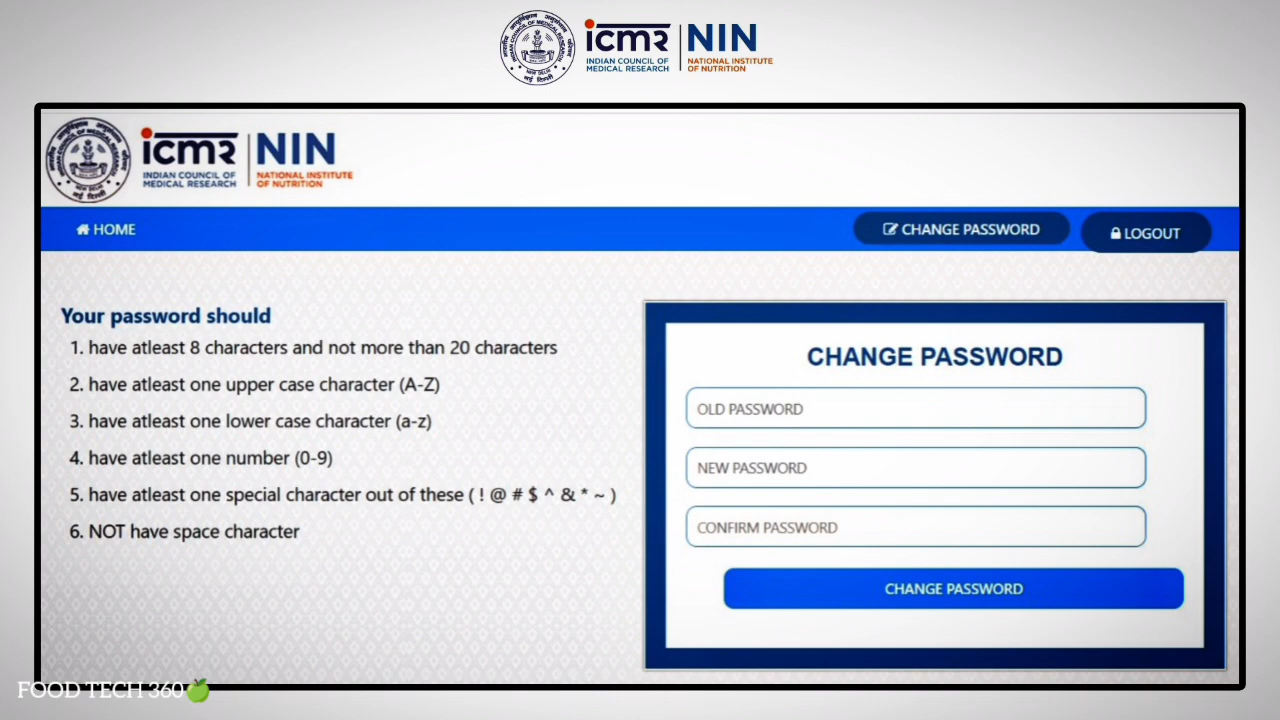 icmr
INDIAN COUNCIL OF
MEDICAL RESEARCH
NIN
NATIONAL INSTITUTE
OF NUTRITION
icmr
INDIAN COUNCIL OF
MEDICAL RESEARCH
NIN
NATIONAL INSTITUTE
OF NUTRITION
HOME
CHANGE PASSWORD
LOGOUT
Your password should
1. have atleast 8 characters and not more than 20 characters
2. have atleast one upper case character (A-Z)
3. have atleast one lower case character (a-z)
4. have atleast one number (0-9)
5. have atleast one special character out of these ( ! @ # $ ^ & * ~ )
6. NOT have space character
CHANGE PASSWORD
OLD PASSWORD
NEW PASSWORD
CONFIRM PASSWORD
CHANGE PASSWORD
FOOD TECH 360